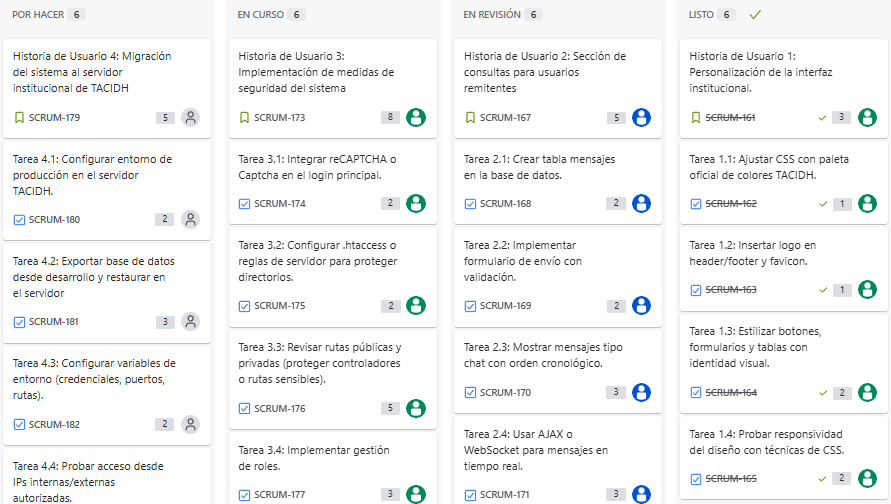 POR HACER 6
Historia de Usuario 4: Migración
del sistema al servidor
institucional de TACIDH
SCRUM-179 5
Tarea 4.1: Configurar entorno de
producción en el servidor
TACIDH.
SCRUM-180 2
Tarea 4.2: Exportar base de datos
desde desarrollo y restaurar en
el servidor
SCRUM-181 3
Tarea 4.3: Configurar variables de
entorno (credenciales, puertos,
rutas).
SCRUM-182 2
Tarea 4.4: Probar acceso desde
IPs internas/externas
autorizadas.
EN CURSO 6
Historia de Usuario 3:
Implementación de medidas de
seguridad del sistema
SCRUM-173 8
Tarea 3.1: Integrar reCAPTCHA o
Captcha en el login principal.
SCRUM-174 2
Tarea 3.2: Configurar .htaccess o
reglas de servidor para proteger
directorios.
SCRUM-175 2
Tarea 3.3: Revisar rutas públicas y
privadas (proteger controladores
o rutas sensibles).
SCRUM-176 5
Tarea 3.4: Implementar gestión
de roles.
SCRUM-177 3
EN REVISIÓN 6
Historia de Usuario 2: Sección de
consultas para usuarios
remitentes
SCRUM-167 5
Tarea 2.1: Crear tabla mensajes
en la base de datos.
SCRUM-168 2
Tarea 2.2: Implementar
formulario de envío con
validación.
SCRUM-169 2
Tarea 2.3: Mostrar mensajes tipo
chat con orden cronológico.
SCRUM-170 3
Tarea 2.4: Usar AJAX o
WebSocket para mensajes en
tiempo real.
SCRUM-171 3
LISTO 6
Historia de Usuario 1:
Personalización de la interfaz
institucional.
SCRUM-161 3
Tarea 1.1: Ajustar CSS con paleta
oficial de colores TACIDH.
SCRUM-162 1
Tarea 1.2: Insertar logo en
header/footer y favicon.
SCRUM-163 1
Tarea 1.3: Estilizar botones,
formularios y tablas con
identidad visual.
SCRUM-164 2
Tarea 1.4: Probar responsividad
del diseño con técnicas de CSS.
SCRUM-165 2